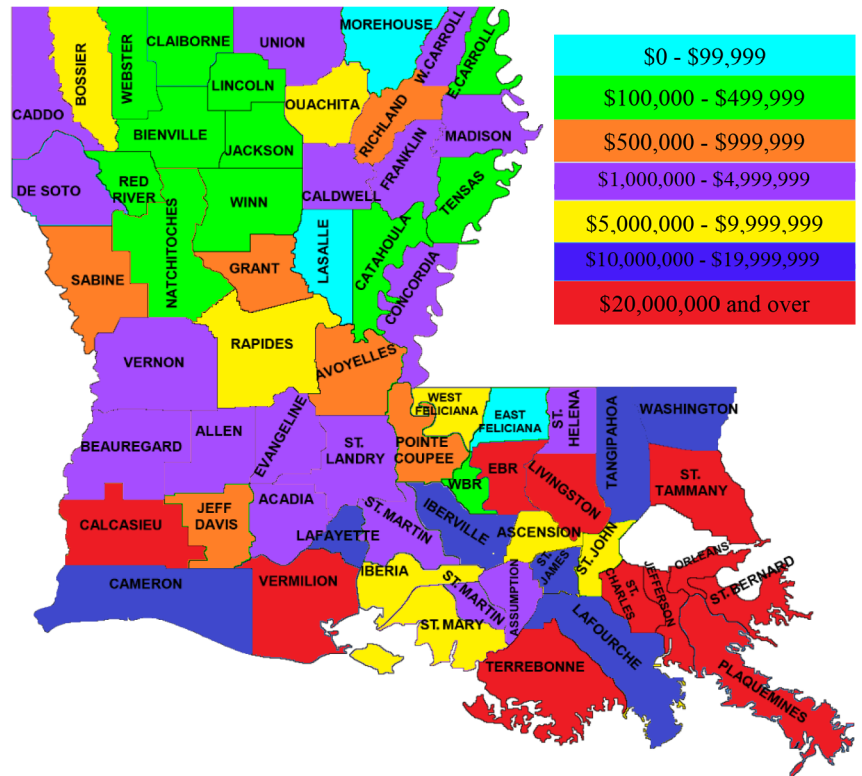 MOREHOUSE
CLAIBORNE
UNION
W.CARROLL
E.CARROLL
WEBSTER
BOSSIER
LINCOLN
OUACHITA
RICHLAND
CADDO
BIENVILLE
JACKSON
MADISON
FRANKLIN
DE SOTO
RED
RIVER
WINN
CALDWELL
TENSAS
NATCHITOCHES
LASALLE
CATAHOULA
SABINE
GRANT
CONCORDIA
RAPIDES
VERNON
AVOYELLES
WEST
FELICIANA
EAST
FELICIANA
ST.
HELENA
TANGIPAHOA
WASHINGTON
BEAUREGARD
ALLEN
EVANGELINE
ST.
LANDRY
POINTE
COUPEE
WBR
EBR
LIVINGSTON
ST.
TAMMANY
CALCASIEU
JEFF
DAVIS
ACADIA
LAFAYETTE
ST. MARTIN
IBERVILLE
ASCENSION
ST. JOHN
ST.
JAMES
CAMERON
VERMILION
IBERIA
ST. MARTIN
ASSUMPTION
ST. MARY
ST.
CHARLES
JEFFERSON
ORLEANS
ST. BERNARD
LAFOURCHE
TERREBONNE
PLAQUEMINES
$0 - $99,999
$100,000 - $499,999
$500,000 - $999,999
$1,000,000 - $4,999,999
$5,000,000 - $9,999,999
$10,000,000 - $19,999,999
$20,000,000 and over